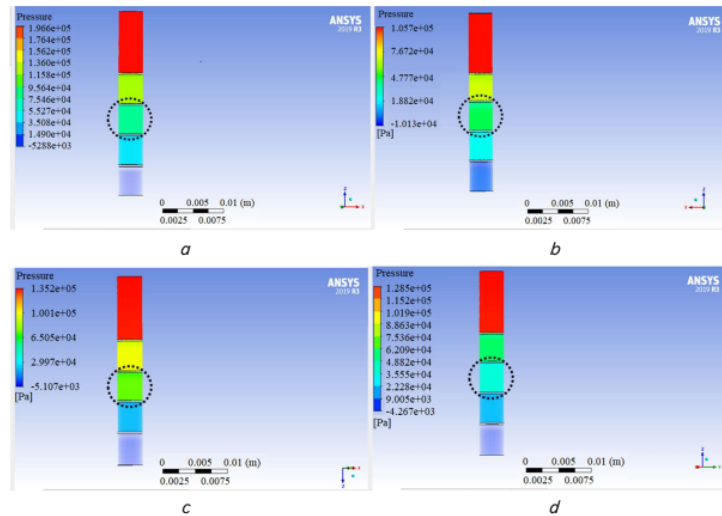 Pressure
1.966e+05
1.764e+05
1.562e+05
1.360e+05
1.158e+05
9.564e+04
7.546e+04
5.527e+04
3.508e+04
1.490e+04
-5288e+03
ANSYS
2019 R3
0 0.005 0.01 (m)
0.0025 0.0075
a
Pressure
1.057e+05
7.672e+04
4.777e+04
1.882e+04
-1.013e+04
[Pa]
ANSYS
2019 R3
0 0.005 0.01 (m)
0.0025 0.0075
b
Pressure
1.352e+05
1.001e+05
6.505e+04
2.997e+04
-5.107e+03
[Pa]
ANSYS
2019 R3
0 0.005 0.01 (m)
0.0025 0.0075
c
Pressure
1.285e+05
1.152e+05
1.019e+05
8.863e+04
7.536e+04
6.209e+04
4.882e+04
3.555e+04
2.228e+04
9.005e+03
-4.267e+03
[Pa]
ANSYS
2019 R3
0 0.005 0.01 (m)
0.0025 0.0075
d